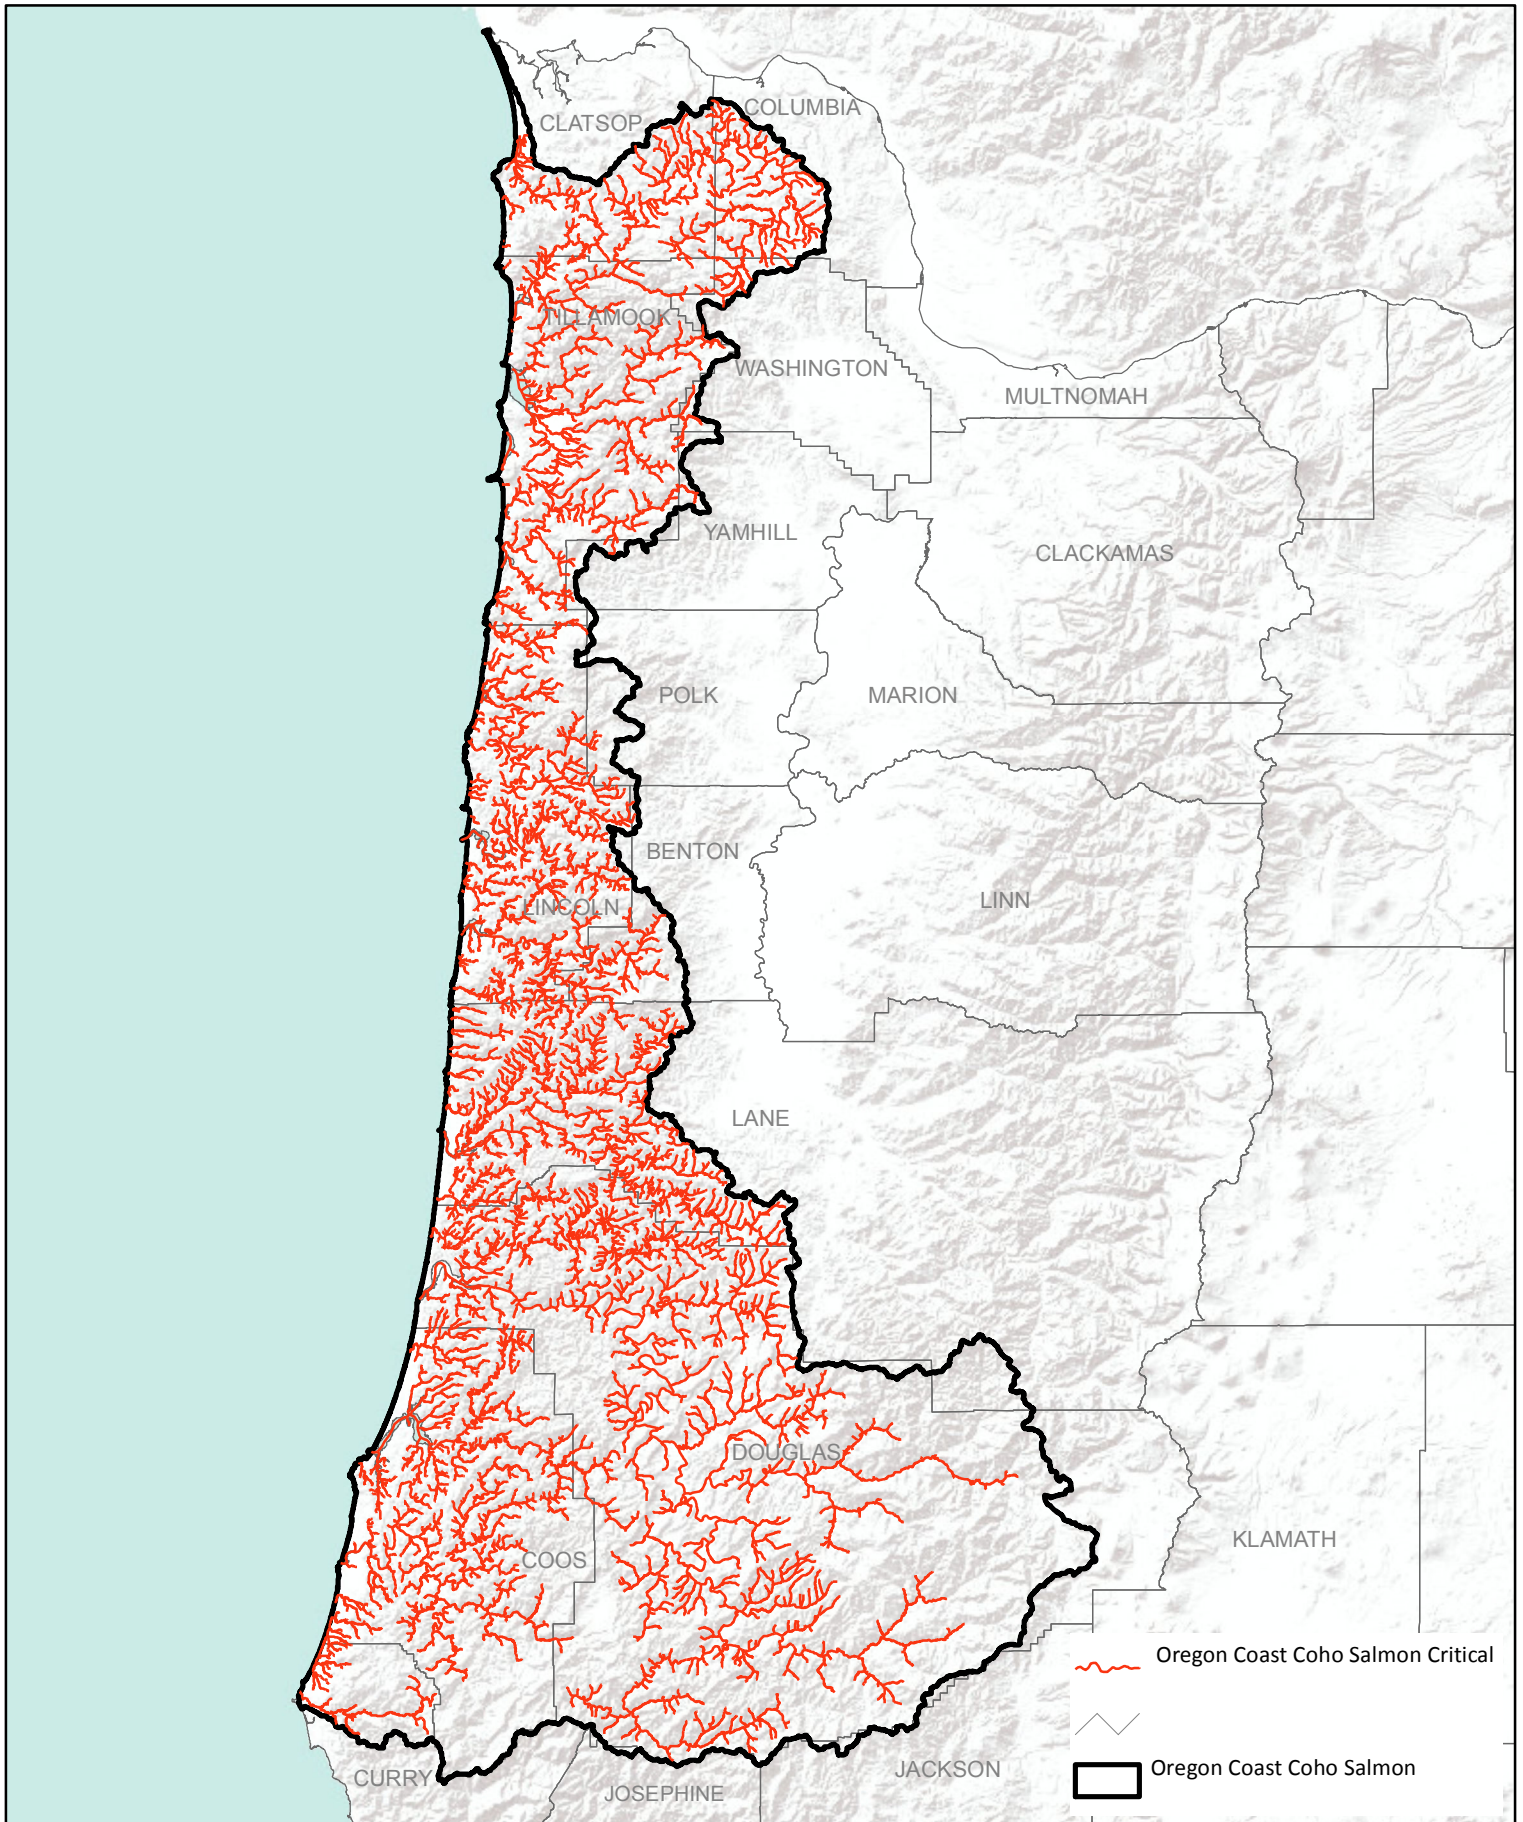 COLUMBIA
CLATSOP
TILLAMOOK
WASHINGTON
MULTNOMAH
YAMHILL
CLACKAMAS
POLK
MARION
BENTON
LINN
LINCOLN
LANE
DOUGLAS
KLAMATH
COOS
Oregon Coast Coho Salmon Critical
Oregon Coast Coho Salmon
JACKSON
CURRY
JOSEPHINE